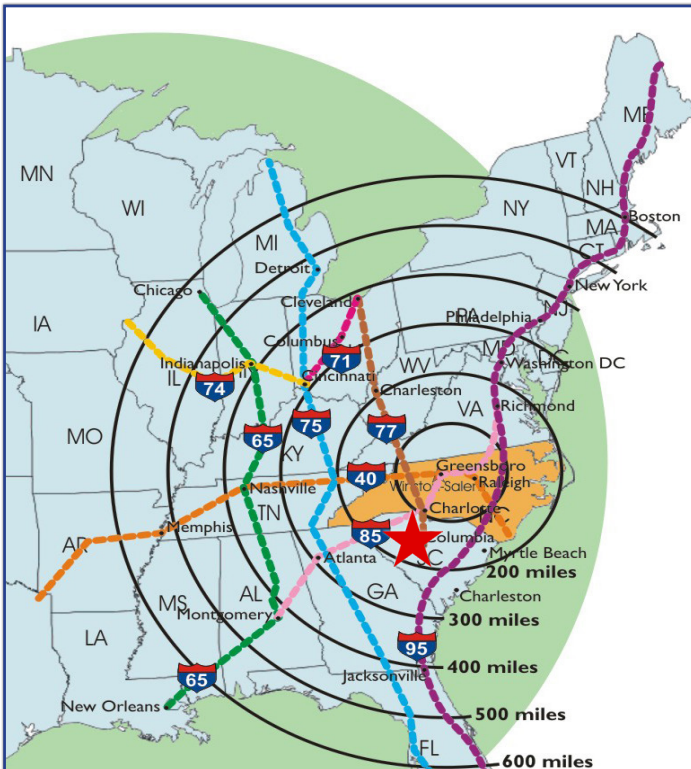 ME
VT
MN
NH
WI
NY
MA
Boston
MI
CT
Detroit
Chicago
New York
Cleveland
NJ
Philadelphia
PA
IA
Columbus
MD
Indianapolis
71
Washington DC
IL
Cincinnati
WV
74
Charleston
VA
Richmond
MO
75
77
65
KY
Greensboro
40
Raleigh
Nashville
TN
Charlotte
Memphis
85
Columbia
AR
SC
Myrtle Beach
Atlanta
200 miles
GA
Charleston
MS
AL
Montgomery
300 miles
LA
95
400 miles
65
Jacksonville
New Orleans
500 miles
FL
600 miles